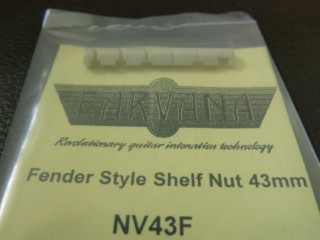 EARVANA
Revolutionary guitar intonation technology
Fender Style Shelf Nut 43mm
NV43F